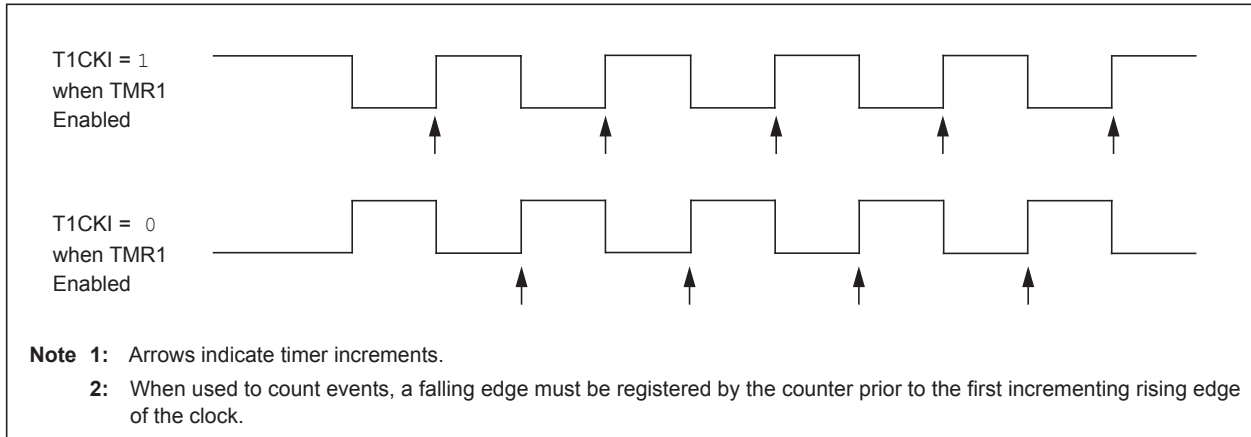 T1CKI = 1
when TMR1
Enabled
T1CKI = 0
when TMR1
Enabled
Note 1: Arrows indicate timer increments.
2: When used to count events, a falling edge must be registered by the counter prior to the first incrementing rising edge
of the clock.